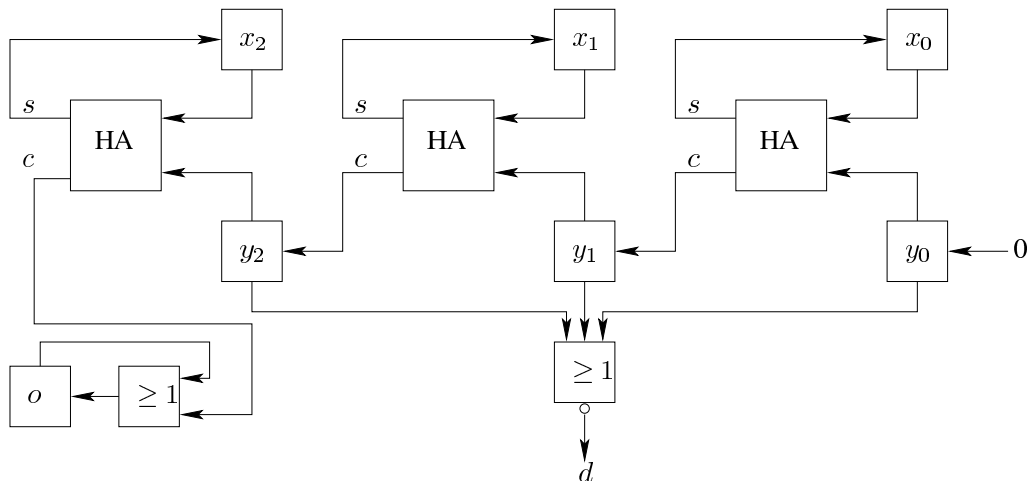 x₂ x₁ x₀
s s s
HA HA HA
c c c
y₂ y₁ y₀ 0
o ≥ 1 ≥ 1
d